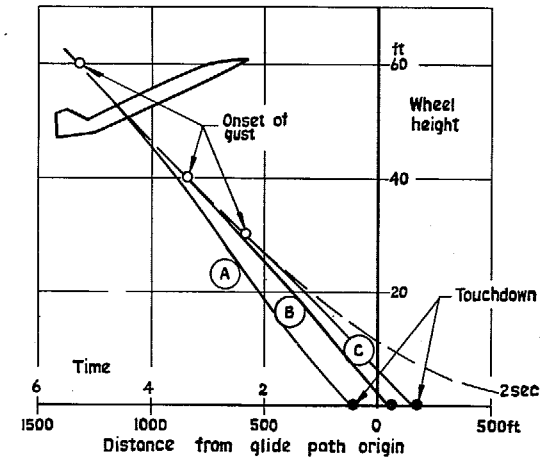 ft
60
Wheel
height
Onset of
gust
40
A
B
20
Touchdown
C
Time
2sec
6 4 2
1500 1000 500 0 500ft
Distance from glide path origin